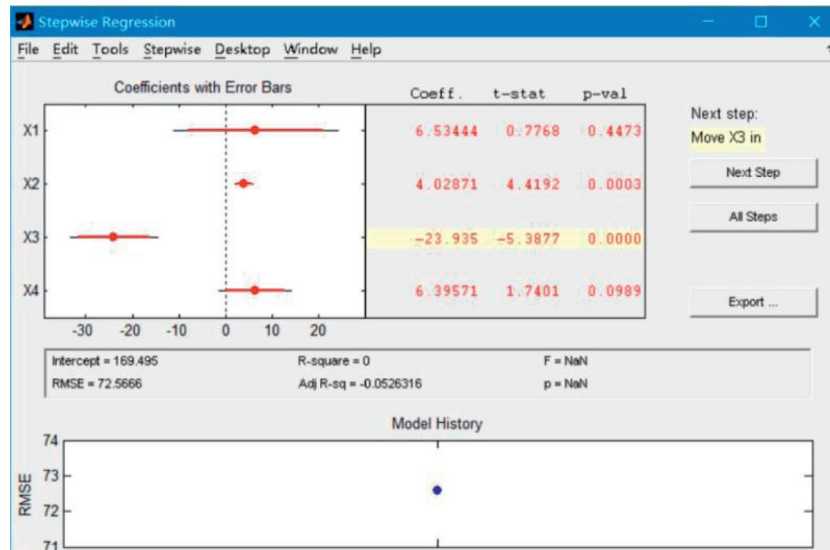 Stepwise Regression
File Edit Tools Stepwise Desktop Window Help
Coefficients with Error Bars
Coeff. t-stat p-val
X1 6.53444 0.7768 0.4473
X2 4.02871 4.4192 0.0003
X3 -23.935 -5.3877 0.0000
X4 6.39571 1.7401 0.0989
-30 -20 -10 0 10 20
Next step:
Move X3 in
Next Step
All Steps
Export ...
Intercept = 169.495 R-square = 0 F = NaN
RMSE = 72.5666 Adj R-sq = -0.0526316 p = NaN
Model History
RMSE
74
73
72
71